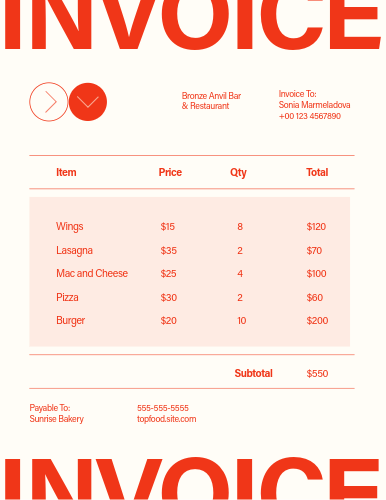 INVOICE
Bronze Anvil Bar
& Restaurant
Invoice To:
Sonia Marmeladova
+00 123 4567890
Item Price Qty Total
Wings $15 8 $120
Lasagna $35 2 $70
Mac and Cheese $25 4 $100
Pizza $30 2 $60
Burger $20 10 $200
Subtotal $550
Payable To:
Sunrise Bakery
555-555-5555
topfood.site.com
INVOICE